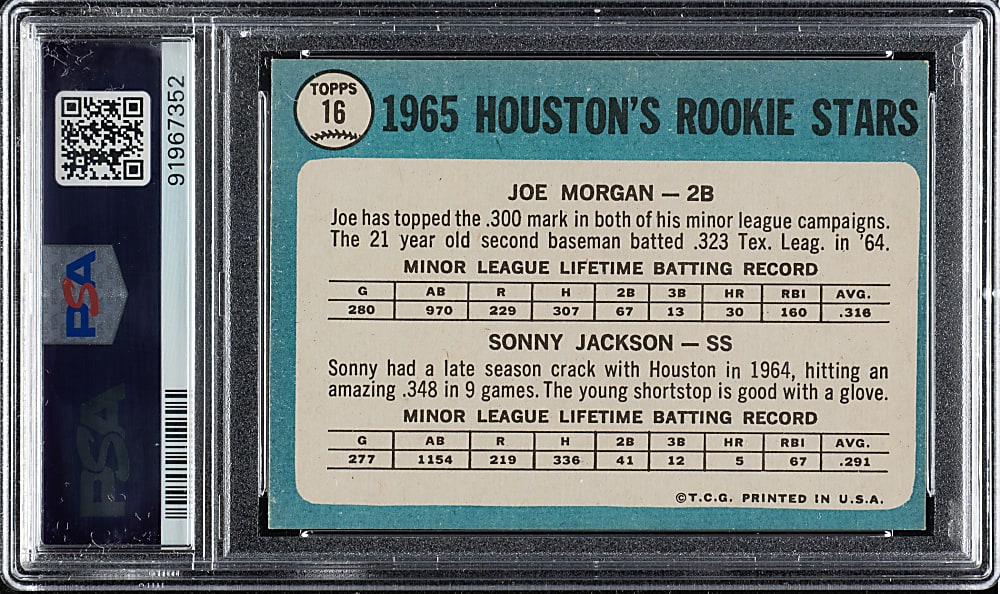 91967352
PSA
PSA
TOPPS
16
1965 HOUSTON'S ROOKIE STARS
JOE MORGAN — 2B
Joe has topped the .300 mark in both of his minor league campaigns.
The 21 year old second baseman batted .323 Tex. Leag. in '64.
MINOR LEAGUE LIFETIME BATTING RECORD
G AB R H 2B 3B HR RBI AVG.
280 970 229 307 67 13 30 160 .316
SONNY JACKSON — SS
Sonny had a late season crack with Houston in 1964, hitting an
amazing .348 in 9 games. The young shortstop is good with a glove.
MINOR LEAGUE LIFETIME BATTING RECORD
G AB R H 2B 3B HR RBI AVG.
277 1154 219 336 41 12 5 67 .291
©T.C.G. PRINTED IN U.S.A.